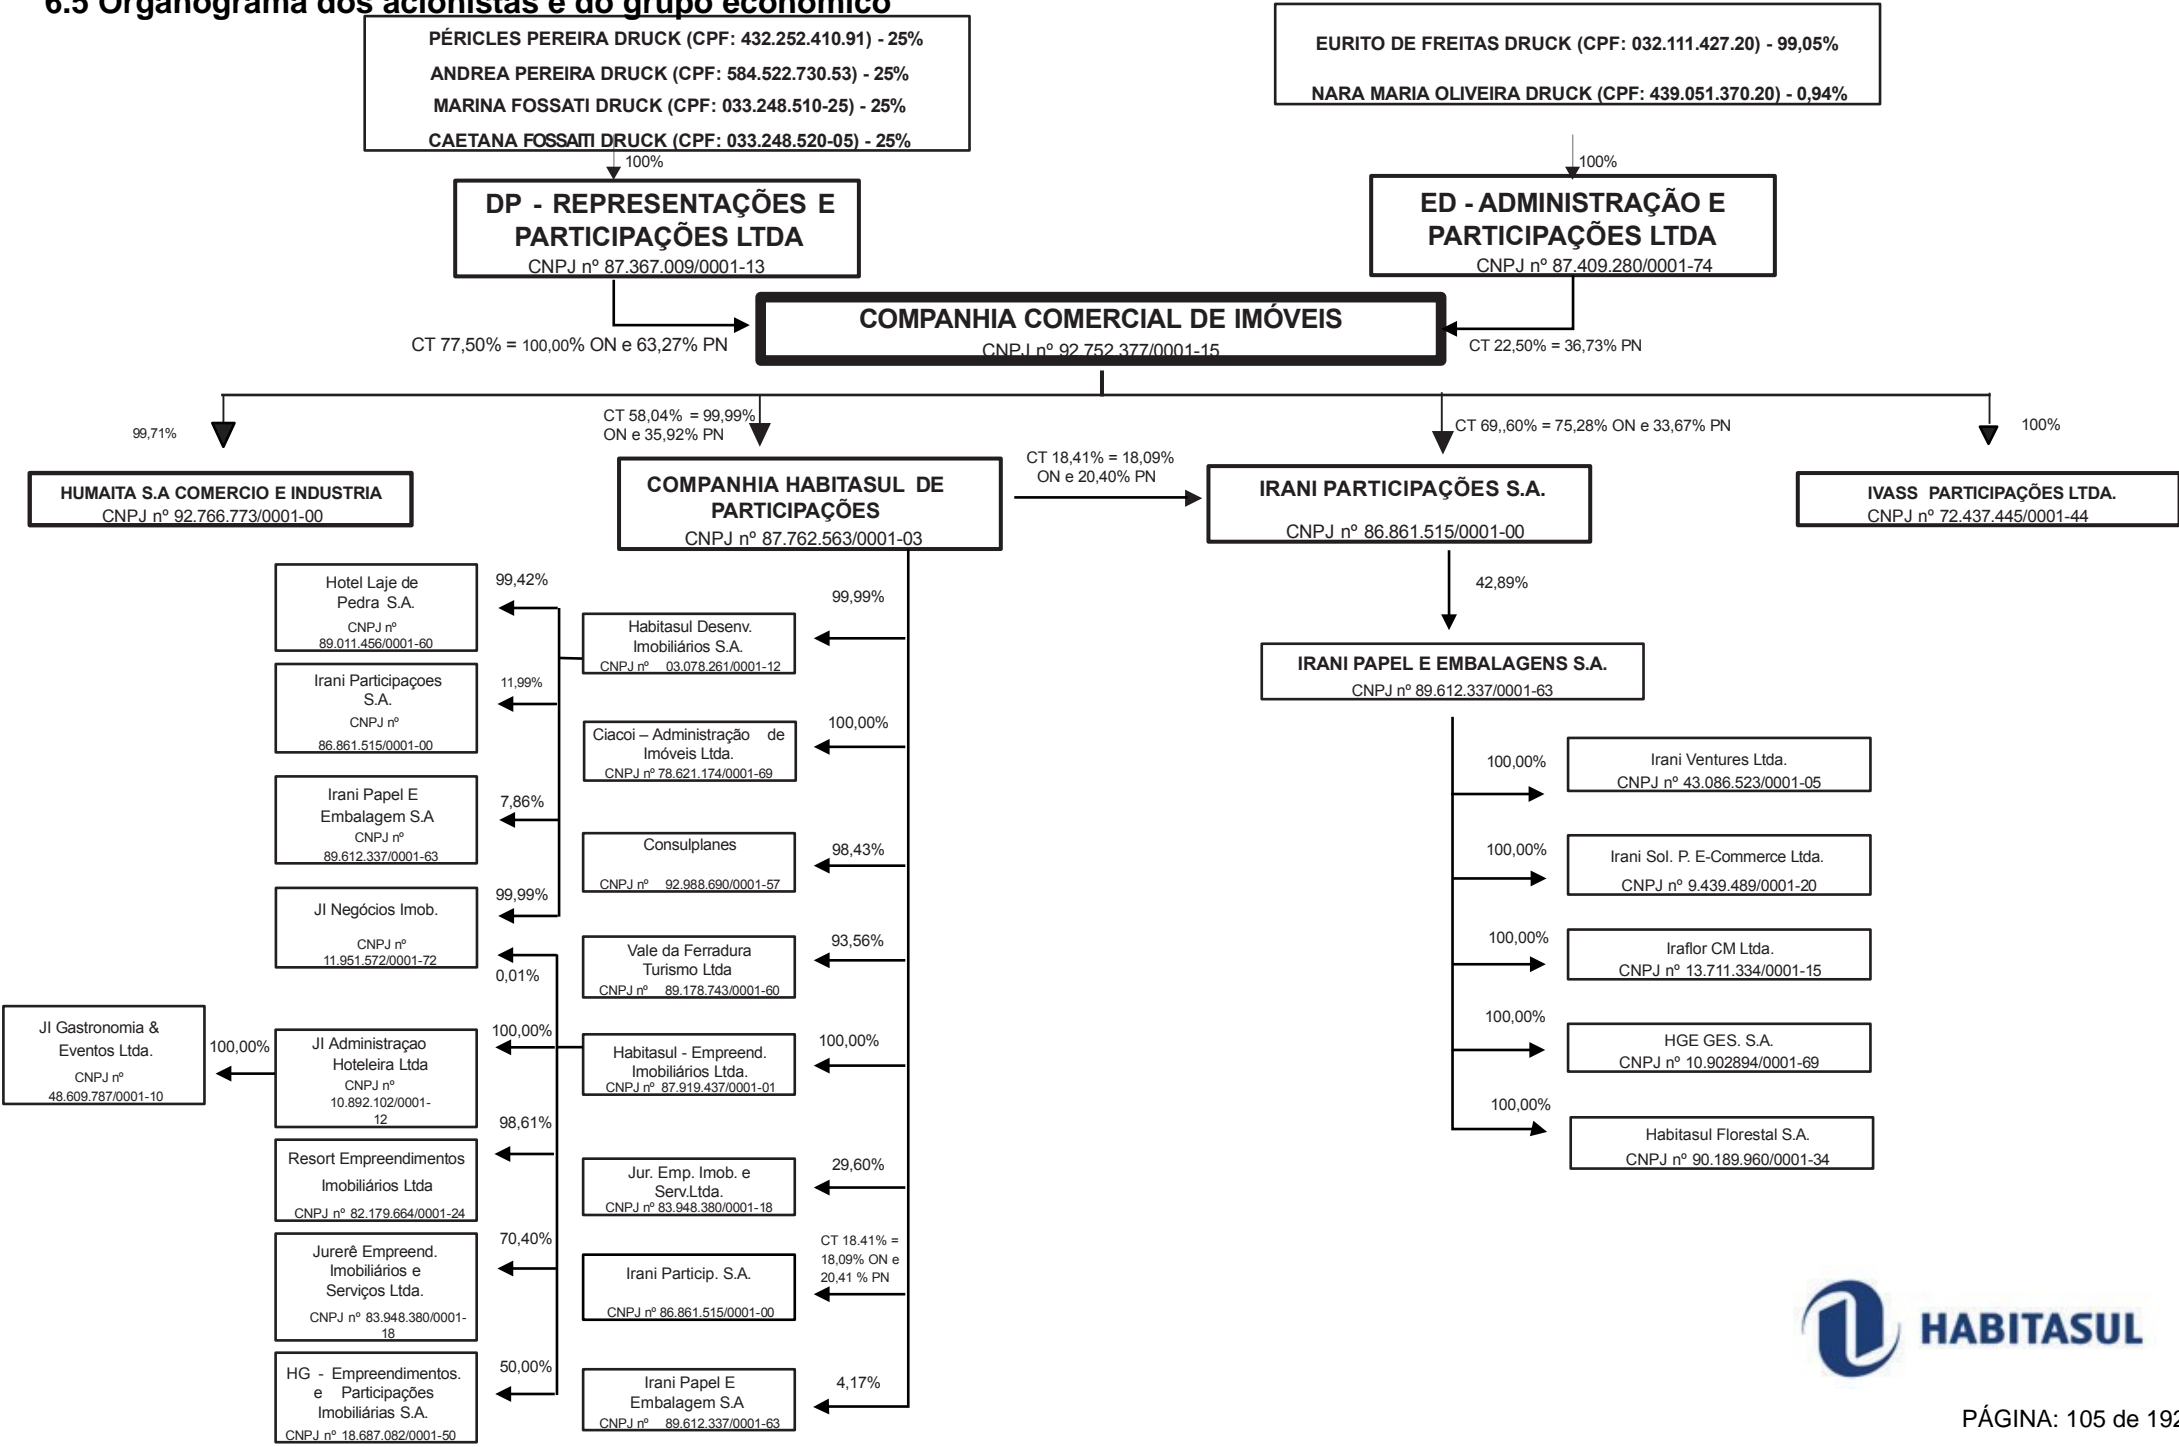 6.5 Organograma dos acionistas e do grupo econômico
PÉRICLES PEREIRA DRUCK (CPF: 432.252.410.91) - 25%
ANDREA PEREIRA DRUCK (CPF: 584.522.730.53) - 25%
MARINA FOSSATI DRUCK (CPF: 033.248.510-25) - 25%
CAETANA FOSSAITI DRUCK (CPF: 033.248.520-05) - 25%
EURITO DE FREITAS DRUCK (CPF: 032.111.427.20) - 99,05%
NARA MARIA OLIVEIRA DRUCK (CPF: 439.051.370.20) - 0,94%
100%
100%
DP - REPRESENTAÇÕES E
PARTICIPAÇÕES LTDA
CNPJ nº 87.367.009/0001-13
ED - ADMINISTRAÇÃO E
PARTICIPAÇÕES LTDA
CNPJ nº 87.409.280/0001-74
COMPANHIA COMERCIAL DE IMÓVEIS
CNPJ nº 92.752.377/0001-15
CT 77,50% = 100,00% ON e 63,27% PN
CT 22,50% = 36,73% PN
99,71%
CT 58,04% = 99,99%
ON e 35,92% PN
CT 69,,60% = 75,28% ON e 33,67% PN
100%
HUMAITA S.A COMERCIO E INDUSTRIA
CNPJ nº 92.766.773/0001-00
COMPANHIA HABITASUL DE
PARTICIPAÇÕES
CNPJ nº 87.762.563/0001-03
CT 18,41% = 18,09%
ON e 20,40% PN
IRANI PARTICIPAÇÕES S.A.
CNPJ nº 86.861.515/0001-00
IVASS PARTICIPAÇÕES LTDA.
CNPJ nº 72.437.445/0001-44
Hotel Laje de
Pedra S.A.
CNPJ nº
89.011.456/0001-60
99,42%
Irani Participaçoes
S.A.
CNPJ nº
86.861.515/0001-00
11,99%
Irani Papel E
Embalagem S.A
CNPJ nº
89.612.337/0001-63
7,86%
JI Negócios Imob.
CNPJ nº
11.951.572/0001-72
99,99%
0,01%
JI Gastronomia &
Eventos Ltda.
CNPJ nº
48.609.787/0001-10
100,00%
JI Administraçao
Hoteleira Ltda
CNPJ nº
10.892.102/0001-
12
100,00%
Resort Empreendimentos
Imobiliários Ltda
CNPJ nº 82.179.664/0001-24
98,61%
Jurerê Empreend.
Imobiliários e
Serviços Ltda.
CNPJ nº 83.948.380/0001-
18
70,40%
HG - Empreendimentos.
e Participações
Imobiliárias S.A.
CNPJ nº 18.687.082/0001-50
50,00%
Habitasul Desenv.
Imobiliários S.A.
CNPJ nº 03.078.261/0001-12
99,99%
Ciacoi – Administração de
Imóveis Ltda.
CNPJ nº 78.621.174/0001-69
100,00%
Consulplanes
CNPJ nº 92.988.690/0001-57
98,43%
Vale da Ferradura
Turismo Ltda
CNPJ nº 89.178.743/0001-60
93,56%
Habitasul - Empreend.
Imobiliários Ltda.
CNPJ nº 87.919.437/0001-01
100,00%
Jur. Emp. Imob. e
Serv.Ltda.
CNPJ nº 83.948.380/0001-18
29,60%
Irani Particip. S.A.
CNPJ nº 86.861.515/0001-00
CT 18.41% =
18,09% ON e
20,41 % PN
Irani Papel E
Embalagem S.A
CNPJ nº 89.612.337/0001-63
4,17%
42,89%
IRANI PAPEL E EMBALAGENS S.A.
CNPJ nº 89.612.337/0001-63
100,00%
Irani Ventures Ltda.
CNPJ nº 43.086.523/0001-05
100,00%
Irani Sol. P. E-Commerce Ltda.
CNPJ nº 9.439.489/0001-20
100,00%
Iraflor CM Ltda.
CNPJ nº 13.711.334/0001-15
100,00%
HGE GES. S.A.
CNPJ nº 10.902894/0001-69
100,00%
Habitasul Florestal S.A.
CNPJ nº 90.189.960/0001-34
HABITASUL
PÁGINA: 105 de 192